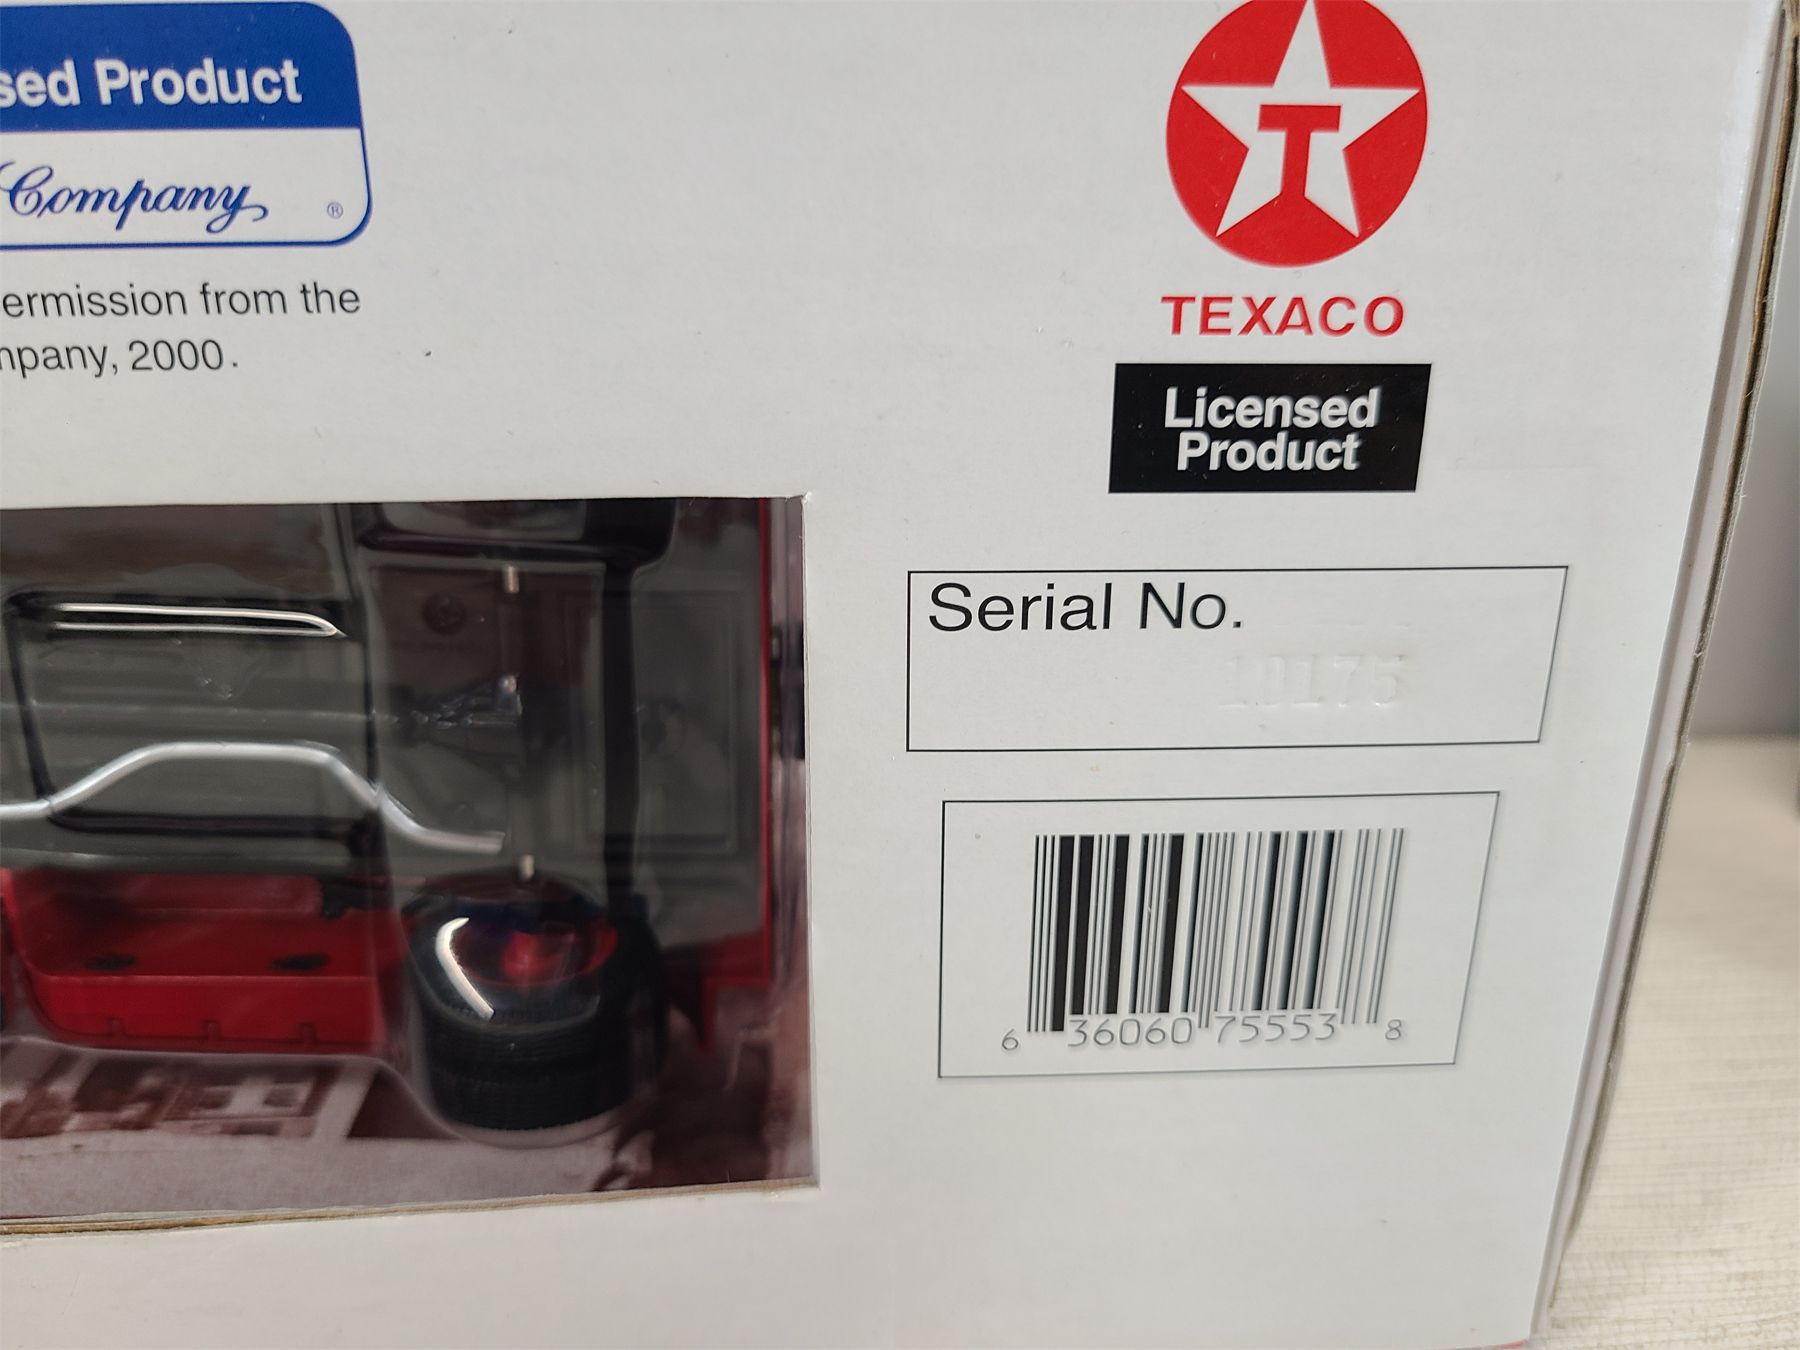 sed Product
Company ®
ermission from the
mpany, 2000.
T
TEXACO
Licensed
Product
Serial No.
10175
6 36060 75553 8